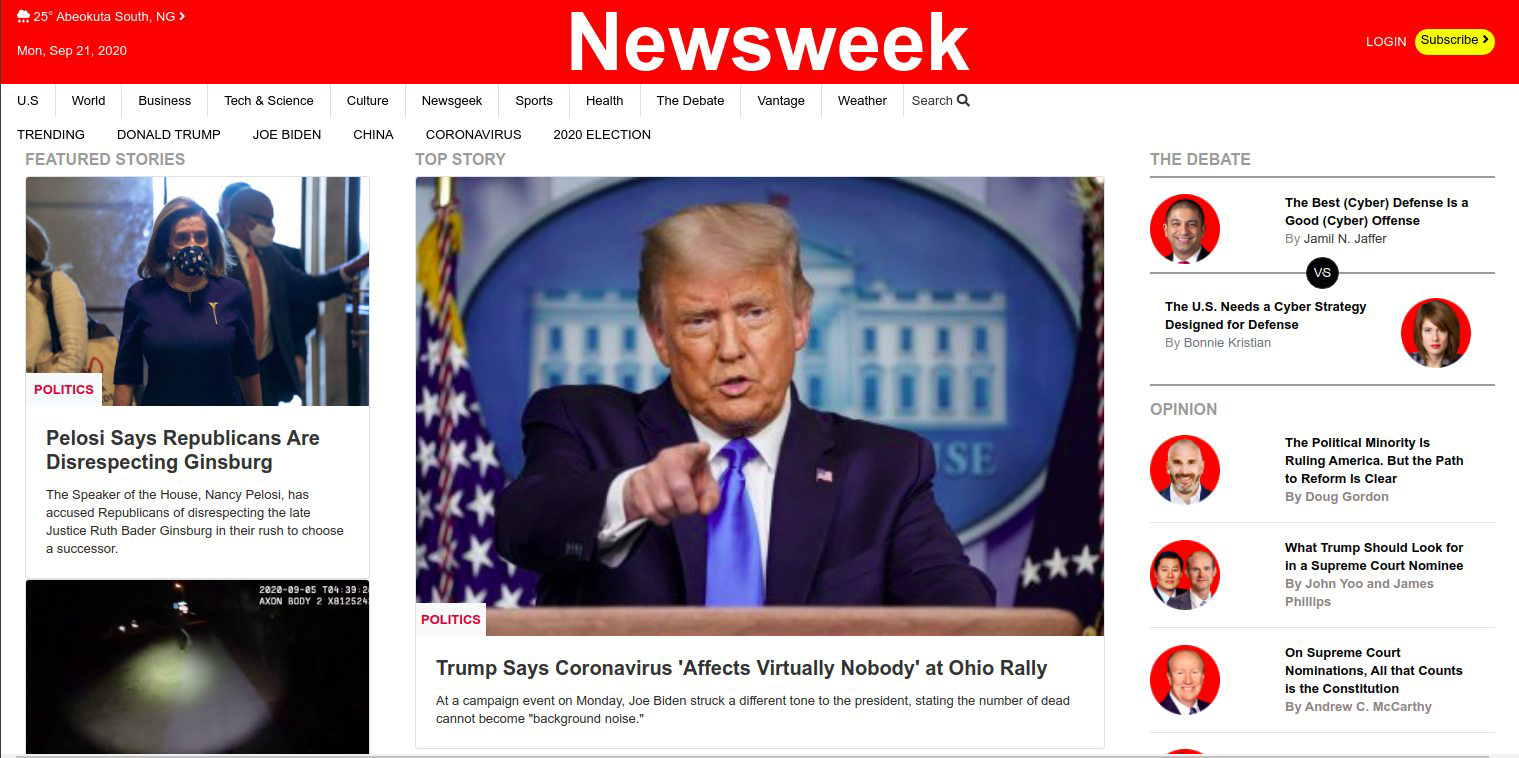 25° Abeokuta South, NG
Mon, Sep 21, 2020
Newsweek
LOGIN
Subscribe
U.S
World
Business
Tech & Science
Culture
Newsgeek
Sports
Health
The Debate
Vantage
Weather
Search
TRENDING
DONALD TRUMP
JOE BIDEN
CHINA
CORONAVIRUS
2020 ELECTION
FEATURED STORIES
POLITICS
Pelosi Says Republicans Are
Disrespecting Ginsburg
The Speaker of the House, Nancy Pelosi, has
accused Republicans of disrespecting the late
Justice Ruth Bader Ginsburg in their rush to choose
a successor.
2020-09-05 T04:39:2
AXON BODY 2 X812524
TOP STORY
USE
POLITICS
Trump Says Coronavirus 'Affects Virtually Nobody' at Ohio Rally
At a campaign event on Monday, Joe Biden struck a different tone to the president, stating the number of dead
cannot become "background noise."
THE DEBATE
The Best (Cyber) Defense Is a
Good (Cyber) Offense
By Jamil N. Jaffer
VS
The U.S. Needs a Cyber Strategy
Designed for Defense
By Bonnie Kristian
OPINION
The Political Minority Is
Ruling America. But the Path
to Reform Is Clear
By Doug Gordon
What Trump Should Look for
in a Supreme Court Nominee
By John Yoo and James
Phillips
On Supreme Court
Nominations, All that Counts
is the Constitution
By Andrew C. McCarthy